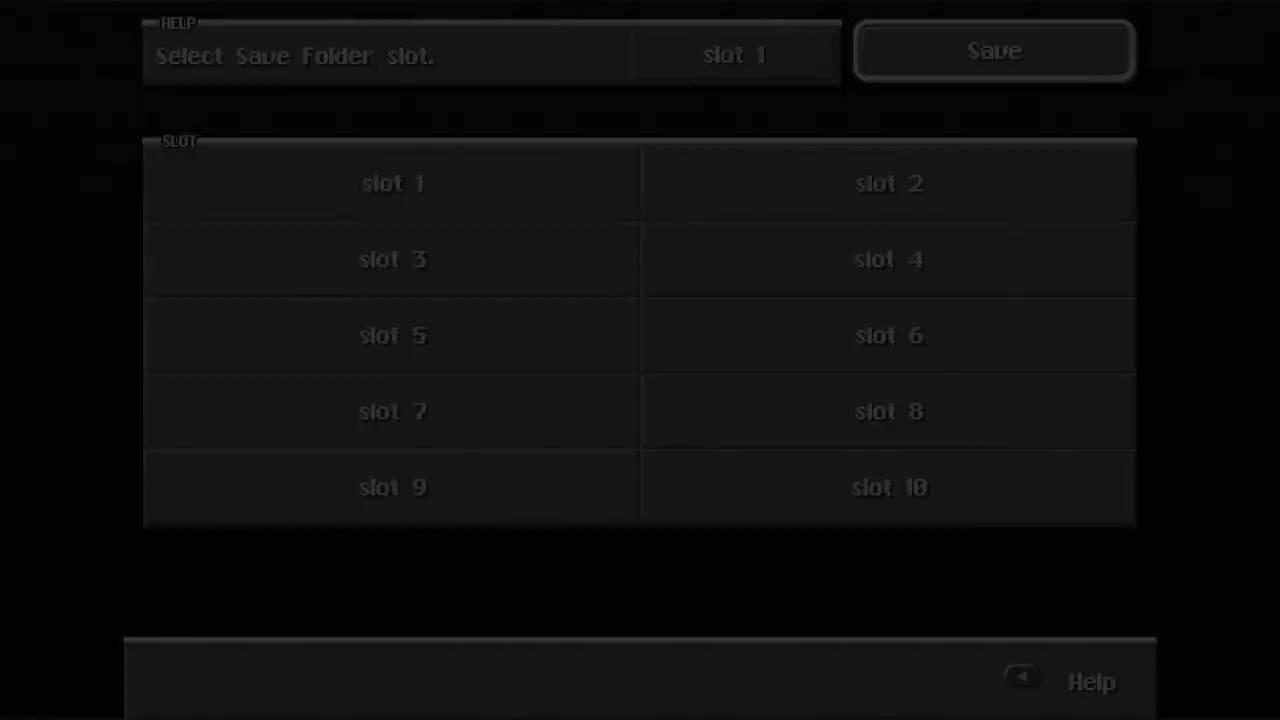 HELP
Select Save Folder slot.
slot 1
Save
SLOT
slot 1
slot 2
slot 3
slot 4
slot 5
slot 6
slot 7
slot 8
slot 9
slot 10
Help